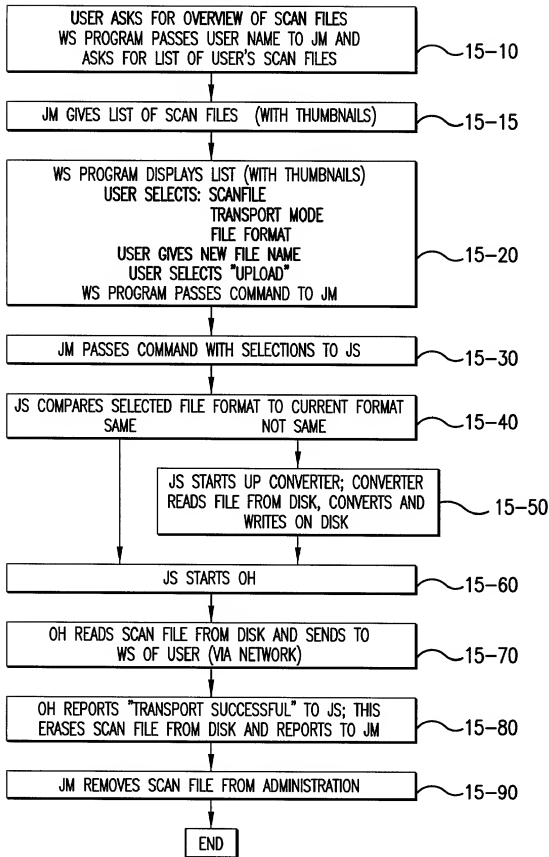 USER ASKS FOR OVERVIEW OF SCAN FILES
WS PROGRAM PASSES USER NAME TO JM AND
ASKS FOR LIST OF USER'S SCAN FILES
15-10
JM GIVES LIST OF SCAN FILES (WITH THUMBNAILS)
15-15
WS PROGRAM DISPLAYS LIST (WITH THUMBNAILS)
USER SELECTS: SCANFILE
TRANSPORT MODE
FILE FORMAT
USER GIVES NEW FILE NAME
USER SELECTS "UPLOAD"
WS PROGRAM PASSES COMMAND TO JM
15-20
JM PASSES COMMAND WITH SELECTIONS TO JS
15-30
JS COMPARES SELECTED FILE FORMAT TO CURRENT FORMAT
SAME NOT SAME
15-40
JS STARTS UP CONVERTER; CONVERTER
READS FILE FROM DISK, CONVERTS AND
WRITES ON DISK
15-50
JS STARTS OH
15-60
OH READS SCAN FILE FROM DISK AND SENDS TO
WS OF USER (VIA NETWORK)
15-70
OH REPORTS "TRANSPORT SUCCESSFUL" TO JS; THIS
ERASES SCAN FILE FROM DISK AND REPORTS TO JM
15-80
JM REMOVES SCAN FILE FROM ADMINISTRATION
15-90
END